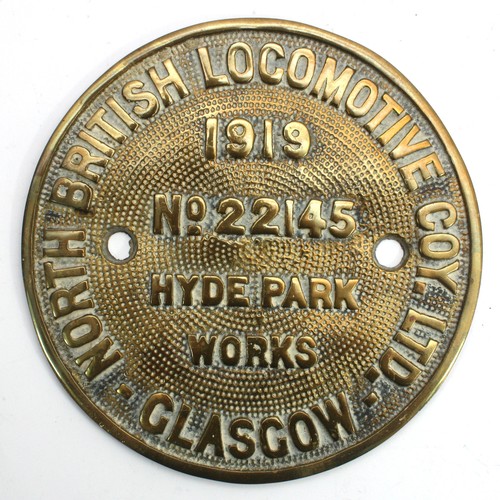 NORTH BRITISH LOCOMOTIVE COY. LTD.
1919
No 22145
HYDE PARK
WORKS
- GLASGOW -